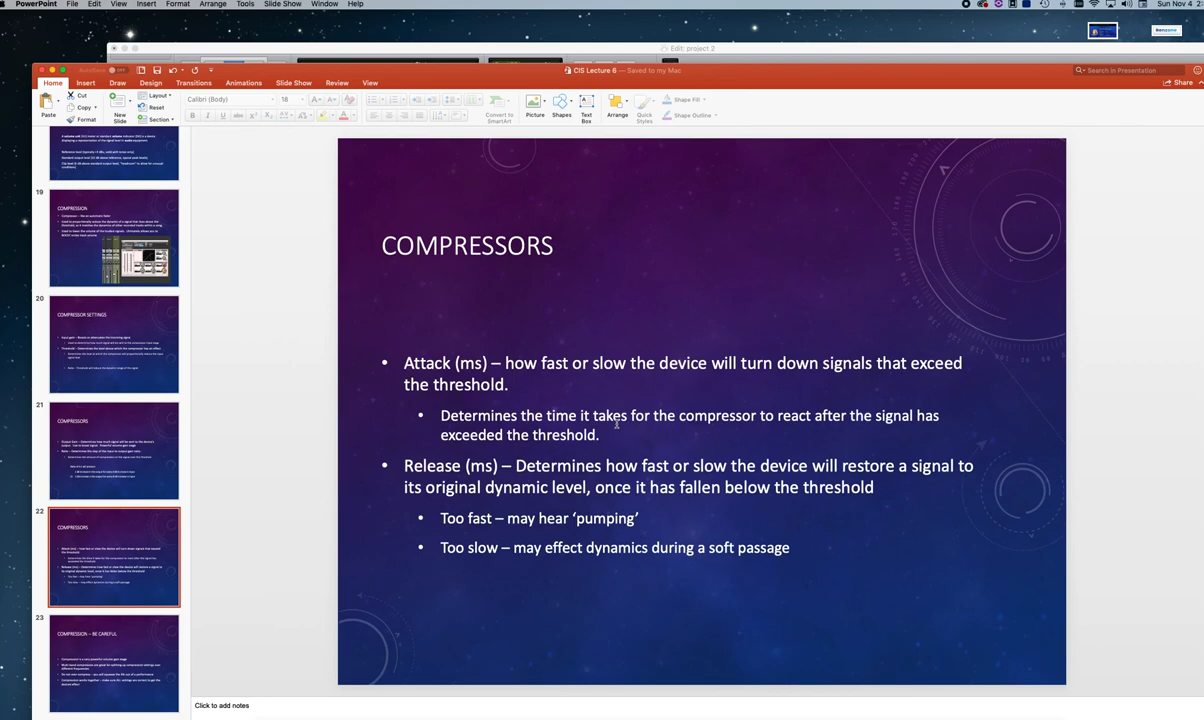 PowerPoint File Edit View Insert Format Arrange Tools Slide Show Window Help
Sun Nov 4 2:
Edit: project 2
CIS Lecture 6 — Saved to my Mac
Search in Presentation
Home Insert Draw Design Transitions Animations Slide Show Review View
Share
Paste
Cut
Copy
Format
New
Slide
Layout
Reset
Section
Calibri (Body)
18
Convert to
SmartArt
Picture
Shapes
Text
Box
Arrange
Quick
Styles
Shape Fill
Shape Outline
19
COMPRESSION
20
COMPRESSOR SETTINGS
21
COMPRESSORS
22
COMPRESSORS
23
COMPRESSION – BE CAREFUL
COMPRESSORS
• Attack (ms) – how fast or slow the device will turn down signals that exceed
the threshold.
• Determines the time it takes for the compressor to react after the signal has
exceeded the threshold.
• Release (ms) – Determines how fast or slow the device will restore a signal to
its original dynamic level, once it has fallen below the threshold
• Too fast – may hear ‘pumping’
• Too slow – may effect dynamics during a soft passage
Click to add notes